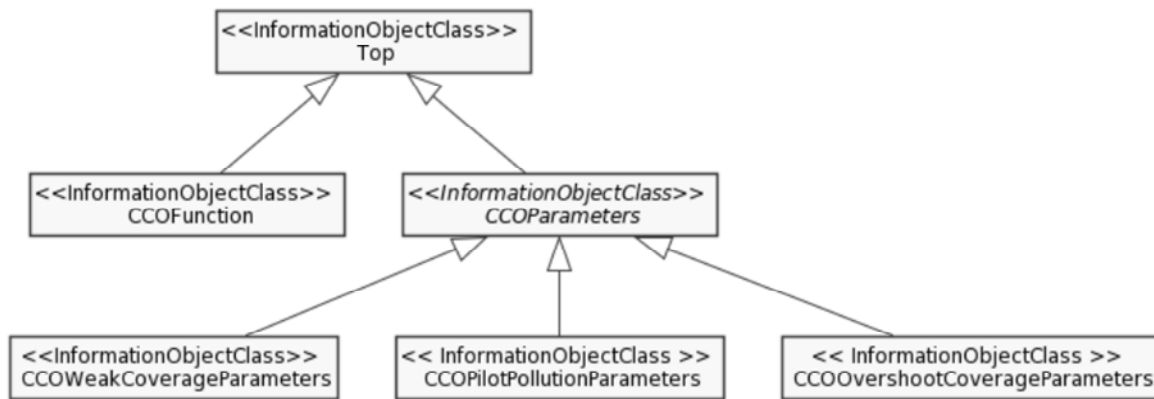 <<InformationObjectClass>>
Top
<<InformationObjectClass>>
CCOFunction
<<InformationObjectClass>>
CCOParameters
<<InformationObjectClass>>
CCOWeakCoverageParameters
<< InformationObjectClass >>
CCOPilotPollutionParameters
<< InformationObjectClass >>
CCOOvershootCoverageParameters